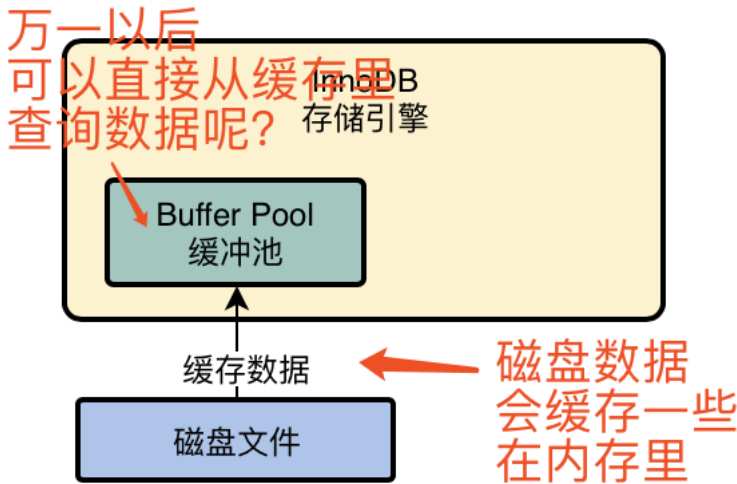 万一以后
可以直接从缓存里
查询数据呢?
InnoDB
存储引擎
Buffer Pool
缓冲池
缓存数据
磁盘文件
磁盘数据
会缓存一些
在内存里